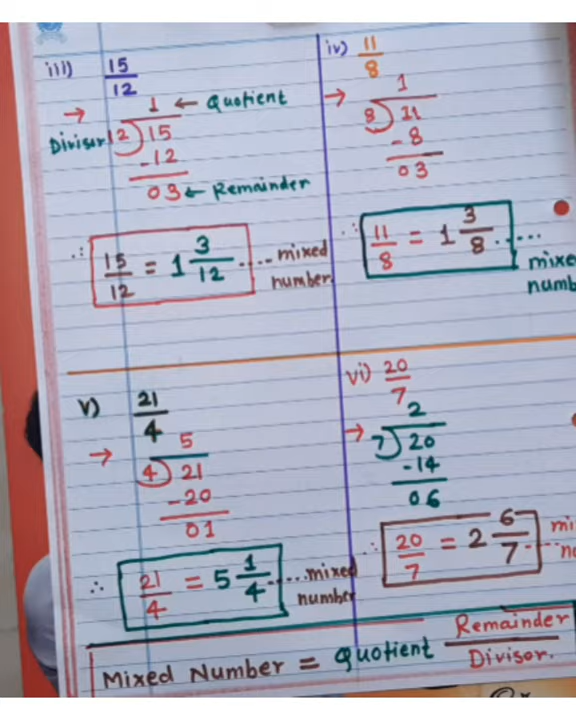 iii) 15/12
1 ← Quotient
Divisor 12)15
-12
03 ← Remainder
∴ 15/12 = 1 3/12 .... mixed number
iv) 11/8
→ 1
8)11
-8
03
∴ 11/8 = 1 3/8 ..... mixe
numb
v) 21/4
→ 5
4)21
-20
01
∴ 21/4 = 5 1/4 .....mixed
number
vi) 20/7
→ 2
7)20
-14
06
∴ 20/7 = 2 6/7 ..... mi
Mixed Number = Quotient Remainder/Divisor.